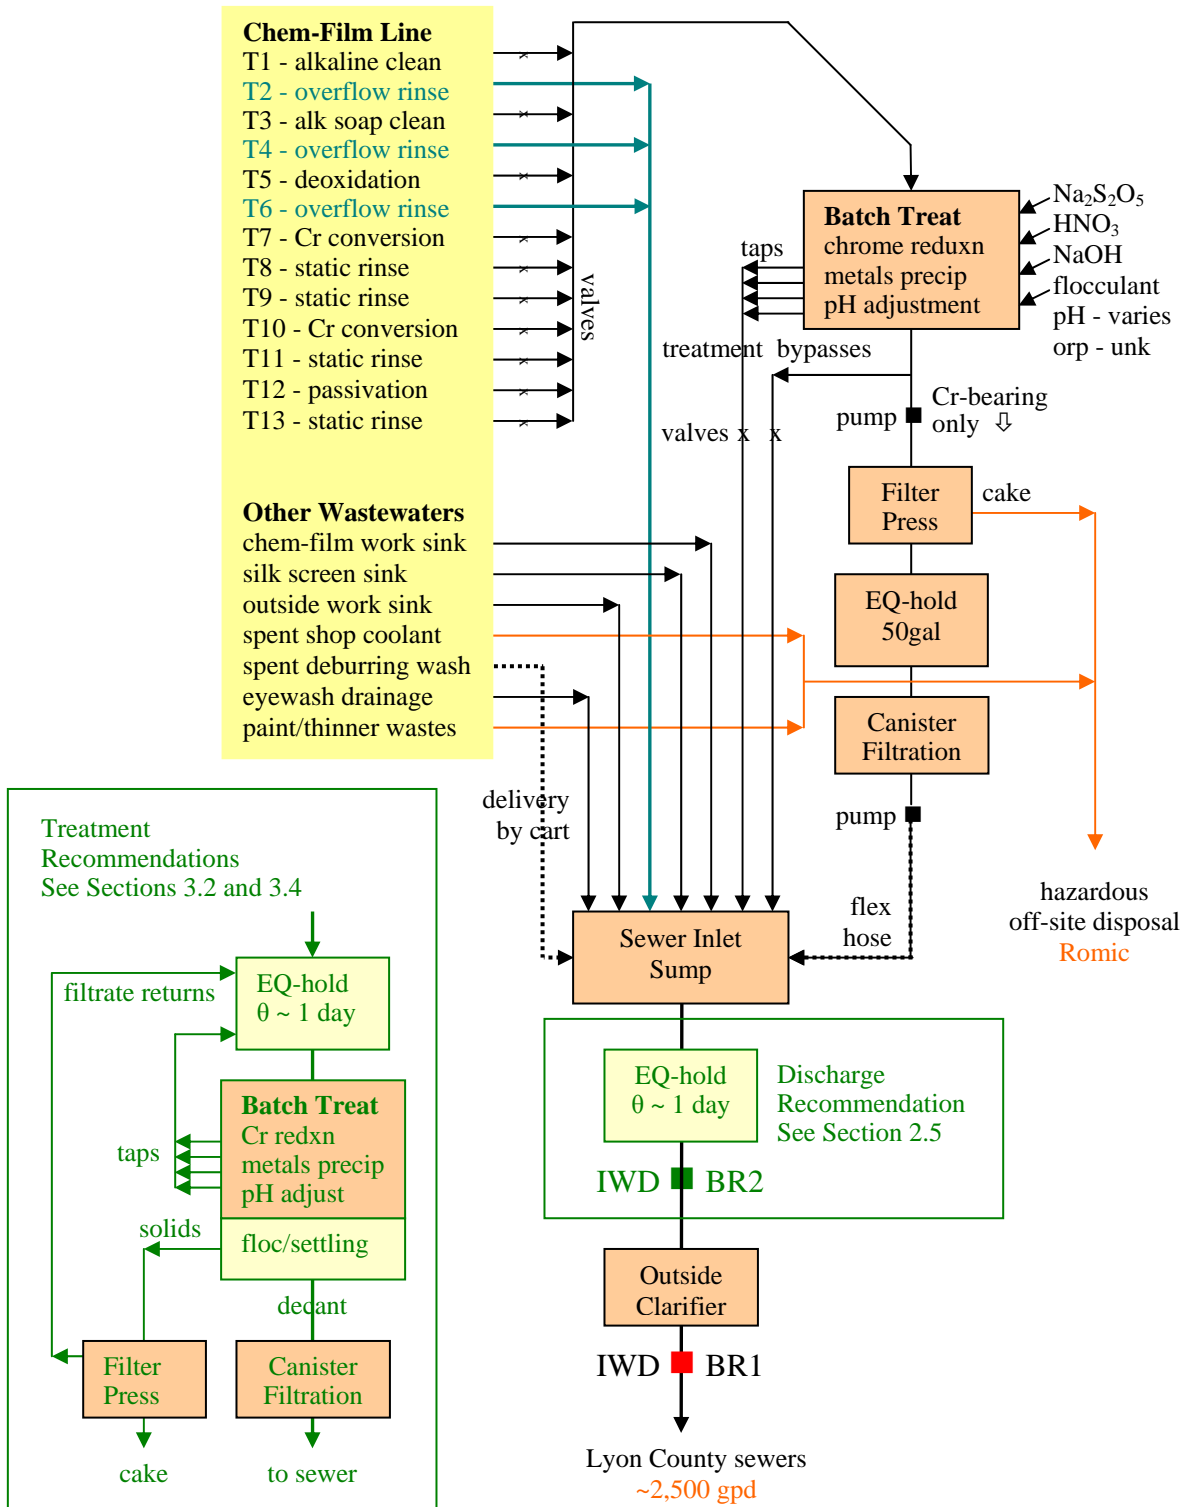 Chem-Film Line
T1 - alkaline clean
T2 - overflow rinse
T3 - alk soap clean
T4 - overflow rinse
T5 - deoxidation
T6 - overflow rinse
T7 - Cr conversion
T8 - static rinse
T9 - static rinse
T10 - Cr conversion
T11 - static rinse
T12 - passivation
T13 - static rinse
valves
Batch Treat
chrome reduxn
metals precip
pH adjustment
Na₂S₂O₅
HNO₃
NaOH
flocculant
pH - varies
orp - unk
taps
treatment bypasses
valves x x
pump
Cr-bearing
only ⇩
Filter
Press
cake
EQ-hold
50gal
Canister
Filtration
pump
flex
hose
hazardous
off-site disposal
Romic
Other Wastewaters
chem-film work sink
silk screen sink
outside work sink
spent shop coolant
spent deburring wash
eyewash drainage
paint/thinner wastes
delivery
by cart
Sewer Inlet
Sump
EQ-hold
θ ~ 1 day
Discharge
Recommendation
See Section 2.5
IWD BR2
Outside
Clarifier
IWD BR1
Lyon County sewers
~2,500 gpd
Treatment
Recommendations
See Sections 3.2 and 3.4
filtrate returns
EQ-hold
θ ~ 1 day
Batch Treat
Cr redxn
metals precip
pH adjust
taps
solids
floc/settling
decant
Filter
Press
Canister
Filtration
cake
to sewer